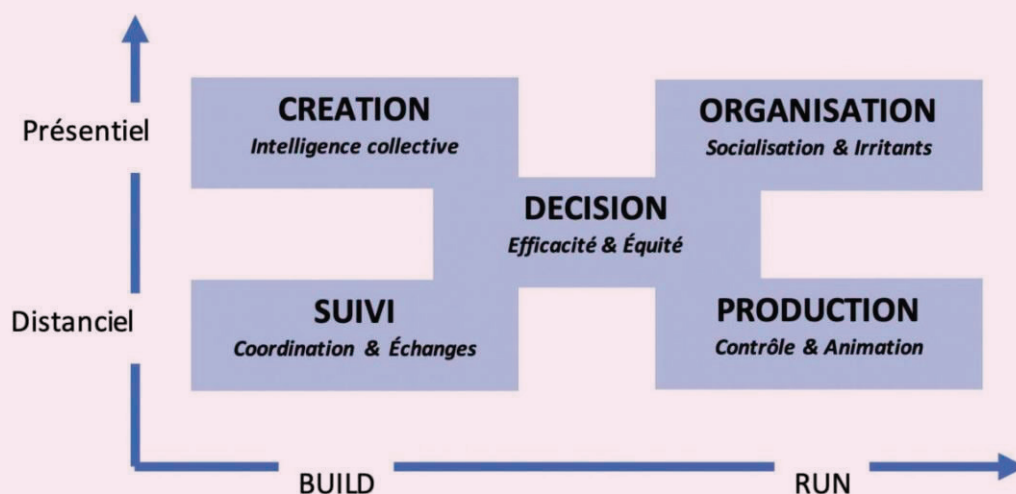 Présentiel
CREATION
Intelligence collective
ORGANISATION
Socialisation & Irritants
DECISION
Efficacité & Équité
Distanciel
SUIVI
Coordination & Échanges
PRODUCTION
Contrôle & Animation
BUILD
RUN